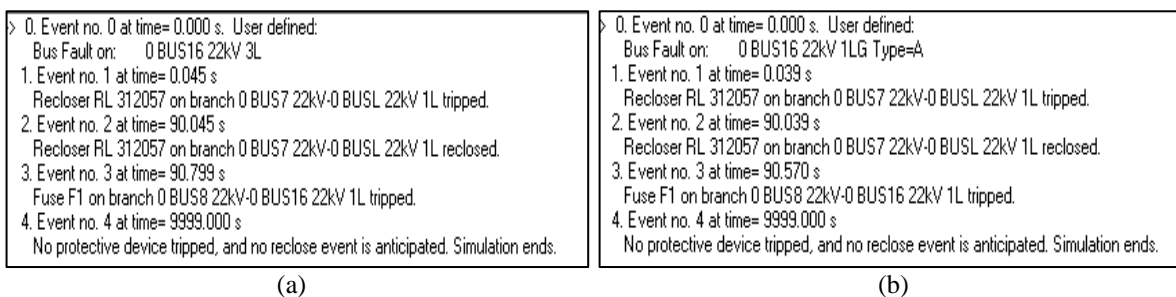 > 0. Event no. 0 at time= 0.000 s. User defined:
Bus Fault on: 0 BUS16 22kV 3L
1. Event no. 1 at time= 0.045 s
Recloser RL 312057 on branch 0 BUS7 22kV-0 BUSL 22kV 1L tripped.
2. Event no. 2 at time= 90.045 s
Recloser RL 312057 on branch 0 BUS7 22kV-0 BUSL 22kV 1L reclosed.
3. Event no. 3 at time= 90.799 s
Fuse F1 on branch 0 BUS8 22kV-0 BUS16 22kV 1L tripped.
4. Event no. 4 at time= 9999.000 s
No protective device tripped, and no reclose event is anticipated. Simulation ends.
(a)
> 0. Event no. 0 at time= 0.000 s. User defined:
Bus Fault on: 0 BUS16 22kV 1LG Type=A
1. Event no. 1 at time= 0.039 s
Recloser RL 312057 on branch 0 BUS7 22kV-0 BUSL 22kV 1L tripped.
2. Event no. 2 at time= 90.039 s
Recloser RL 312057 on branch 0 BUS7 22kV-0 BUSL 22kV 1L reclosed.
3. Event no. 3 at time= 90.570 s
Fuse F1 on branch 0 BUS8 22kV-0 BUS16 22kV 1L tripped.
4. Event no. 4 at time= 9999.000 s
No protective device tripped, and no reclose event is anticipated. Simulation ends.
(b)